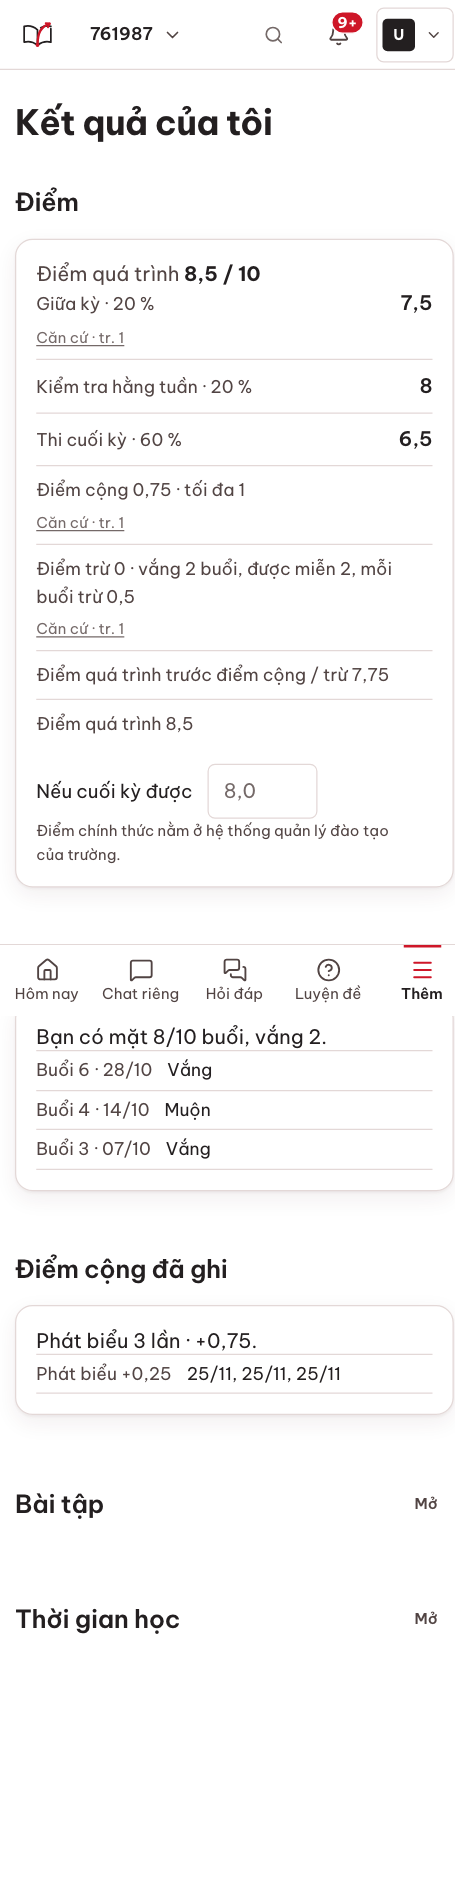 761987
9+
U
Kết quả của tôi
Điểm
Điểm quá trình 8,5 / 10
Giữa kỳ · 20 % 7,5
Căn cứ · tr. 1
Kiểm tra hằng tuần · 20 % 8
Thi cuối kỳ · 60 % 6,5
Điểm cộng 0,75 · tối đa 1
Căn cứ · tr. 1
Điểm trừ 0 · vắng 2 buổi, được miễn 2, mỗi
buổi trừ 0,5
Căn cứ · tr. 1
Điểm quá trình trước điểm cộng / trừ 7,75
Điểm quá trình 8,5
Nếu cuối kỳ được 8,0
Điểm chính thức nằm ở hệ thống quản lý đào tạo
của trường.
Hôm nay Chat riêng Hỏi đáp Luyện đề Thêm
Bạn có mặt 8/10 buổi, vắng 2.
Buổi 6 · 28/10 Vắng
Buổi 4 · 14/10 Muộn
Buổi 3 · 07/10 Vắng
Điểm cộng đã ghi
Phát biểu 3 lần · +0,75.
Phát biểu +0,25 25/11, 25/11, 25/11
Bài tập Mở
Thời gian học Mở